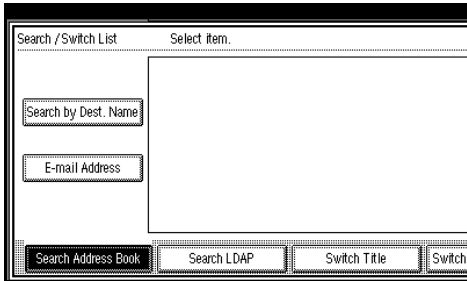 Search / Switch List Select item.
Search by Dest. Name
E-mail Address
Search Address Book Search LDAP Switch Title Switch